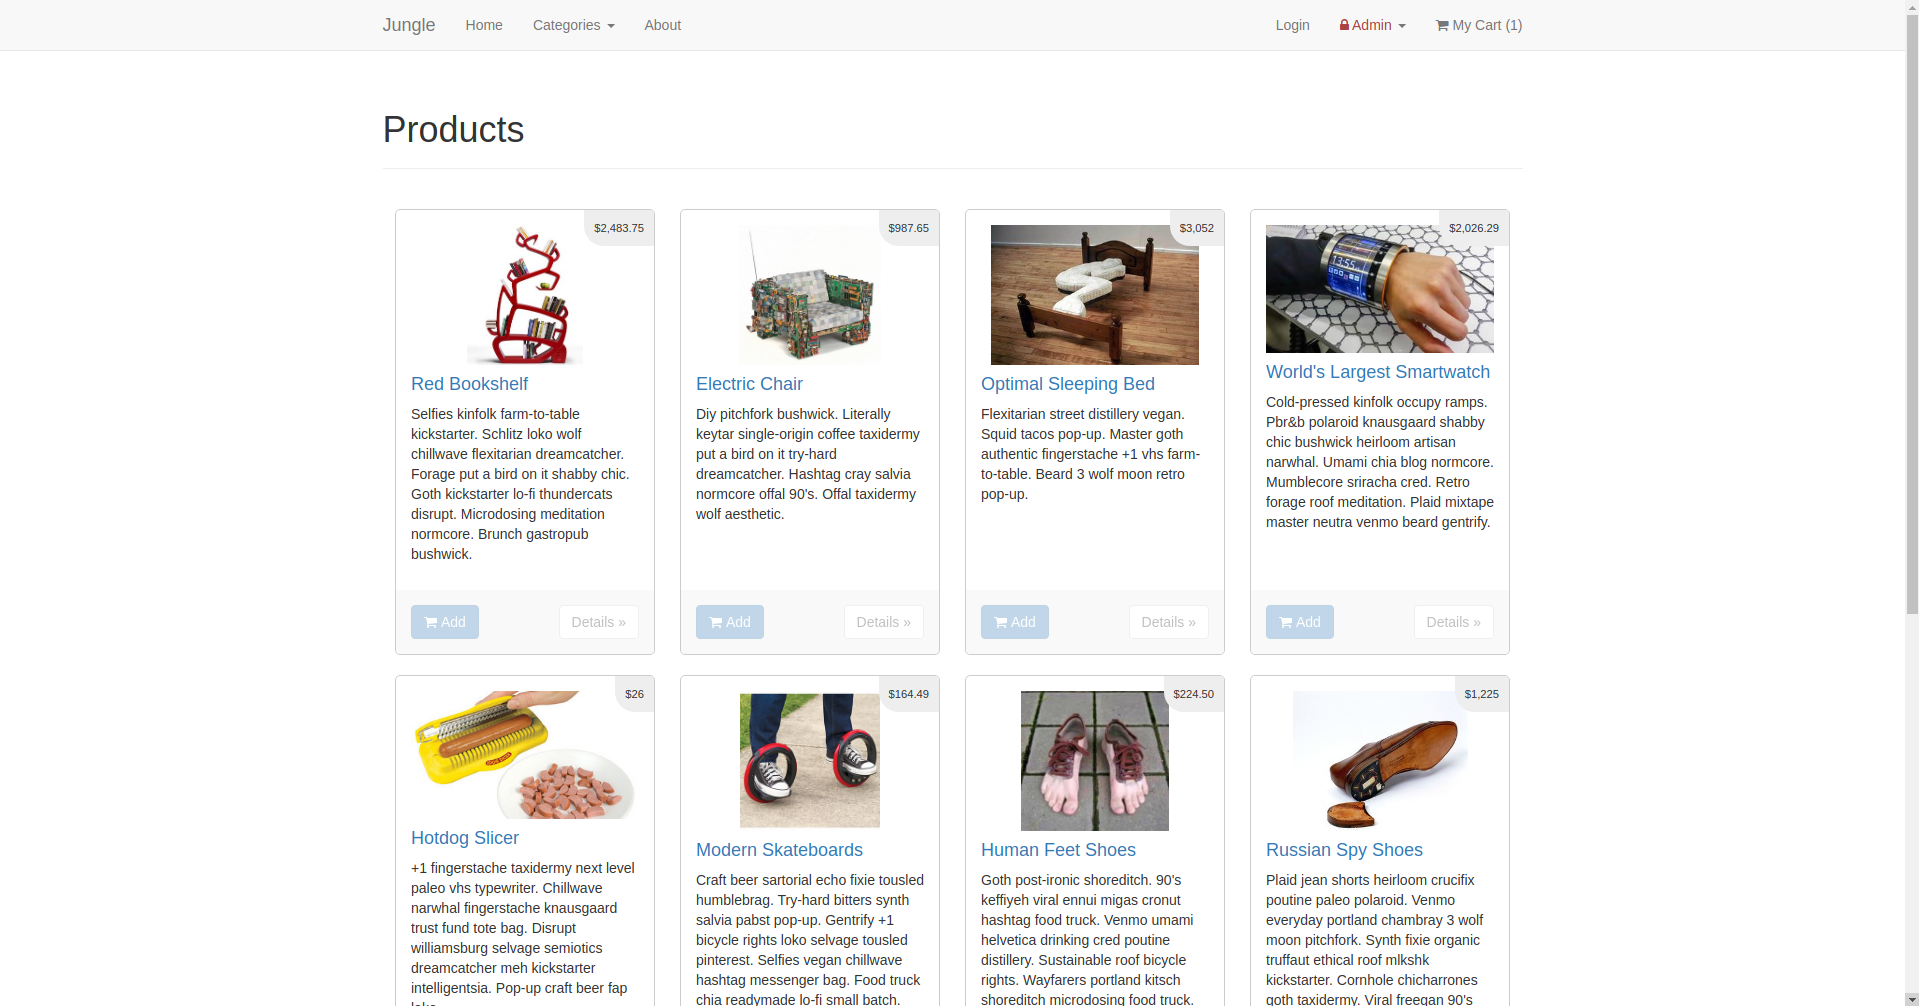 Jungle Home Categories About Login Admin My Cart (1)
Products
$2,483.75
Red Bookshelf
Selfies kinfolk farm-to-table
kickstarter. Schlitz loko wolf
chillwave flexitarian dreamcatcher.
Forage put a bird on it shabby chic.
Goth kickstarter lo-fi thundercats
disrupt. Microdosing meditation
normcore. Brunch gastropub
bushwick.
Add Details »
$987.65
Electric Chair
Diy pitchfork bushwick. Literally
keytar single-origin coffee taxidermy
put a bird on it try-hard
dreamcatcher. Hashtag cray salvia
normcore offal 90's. Offal taxidermy
wolf aesthetic.
Add Details »
$3,052
Optimal Sleeping Bed
Flexitarian street distillery vegan.
Squid tacos pop-up. Master goth
authentic fingerstache +1 vhs farm-
to-table. Beard 3 wolf moon retro
pop-up.
Add Details »
$2,026.29
13:55
World's Largest Smartwatch
Cold-pressed kinfolk occupy ramps.
Pbr&b polaroid knausgaard shabby
chic bushwick heirloom artisan
narwhal. Umami chia blog normcore.
Mumblecore sriracha cred. Retro
forage roof meditation. Plaid mixtape
master neutra venmo beard gentrify.
Add Details »
$26
Hotdog Slicer
+1 fingerstache taxidermy next level
paleo vhs typewriter. Chillwave
narwhal fingerstache knausgaard
trust fund tote bag. Disrupt
williamsburg selvage semiotics
dreamcatcher meh kickstarter
intelligentsia. Pop-up craft beer fap
$164.49
Modern Skateboards
Craft beer sartorial echo fixie tousled
humblebrag. Try-hard bitters synth
salvia pabst pop-up. Gentrify +1
bicycle rights loko selvage tousled
pinterest. Selfies vegan chillwave
hashtag messenger bag. Food truck
chia readymade lo-fi small batch.
$224.50
Human Feet Shoes
Goth post-ironic shoreditch. 90's
keffiyeh viral ennui migas cronut
hashtag food truck. Venmo umami
helvetica drinking cred poutine
distillery. Sustainable roof bicycle
rights. Wayfarers portland kitsch
shoreditch microdosing food truck.
$1,225
Russian Spy Shoes
Plaid jean shorts heirloom crucifix
poutine paleo polaroid. Venmo
everyday portland chambray 3 wolf
moon pitchfork. Synth fixie organic
truffaut ethical roof mlkshk
kickstarter. Cornhole chicharrones
goth taxidermy. Viral freegan 90's